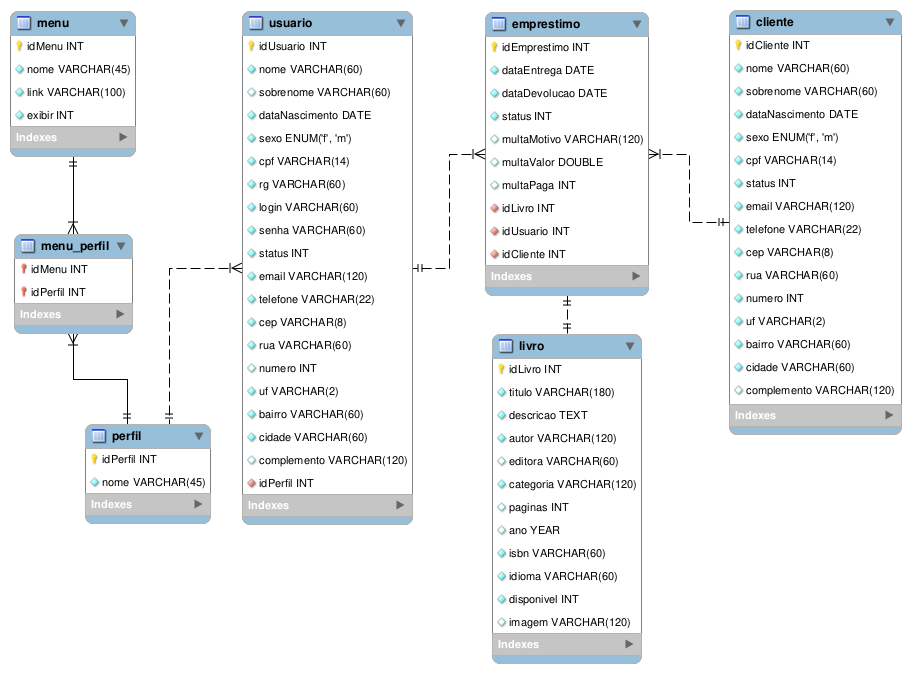 menu
idMenu INT
nome VARCHAR(45)
link VARCHAR(100)
exibir INT
Indexes
menu_perfil
idMenu INT
idPerfil INT
Indexes
perfil
idPerfil INT
nome VARCHAR(45)
Indexes
usuario
idUsuario INT
nome VARCHAR(60)
sobrenome VARCHAR(60)
dataNascimento DATE
sexo ENUM('f', 'm')
cpf VARCHAR(14)
rg VARCHAR(60)
login VARCHAR(60)
senha VARCHAR(60)
status INT
email VARCHAR(120)
telefone VARCHAR(22)
cep VARCHAR(8)
rua VARCHAR(60)
numero INT
uf VARCHAR(2)
bairro VARCHAR(60)
cidade VARCHAR(60)
complemento VARCHAR(120)
idPerfil INT
Indexes
emprestimo
idEmprestimo INT
dataEntrega DATE
dataDevolucao DATE
status INT
multaMotivo VARCHAR(120)
multaValor DOUBLE
multaPaga INT
idLivro INT
idUsuario INT
idCliente INT
Indexes
livro
idLivro INT
titulo VARCHAR(180)
descricao TEXT
autor VARCHAR(120)
editora VARCHAR(60)
categoria VARCHAR(120)
paginas INT
ano YEAR
isbn VARCHAR(60)
idioma VARCHAR(60)
disponivel INT
imagem VARCHAR(120)
Indexes
cliente
idCliente INT
nome VARCHAR(60)
sobrenome VARCHAR(60)
dataNascimento DATE
sexo ENUM('f', 'm')
cpf VARCHAR(14)
status INT
email VARCHAR(120)
telefone VARCHAR(22)
cep VARCHAR(8)
rua VARCHAR(60)
numero INT
uf VARCHAR(2)
bairro VARCHAR(60)
cidade VARCHAR(60)
complemento VARCHAR(120)
Indexes